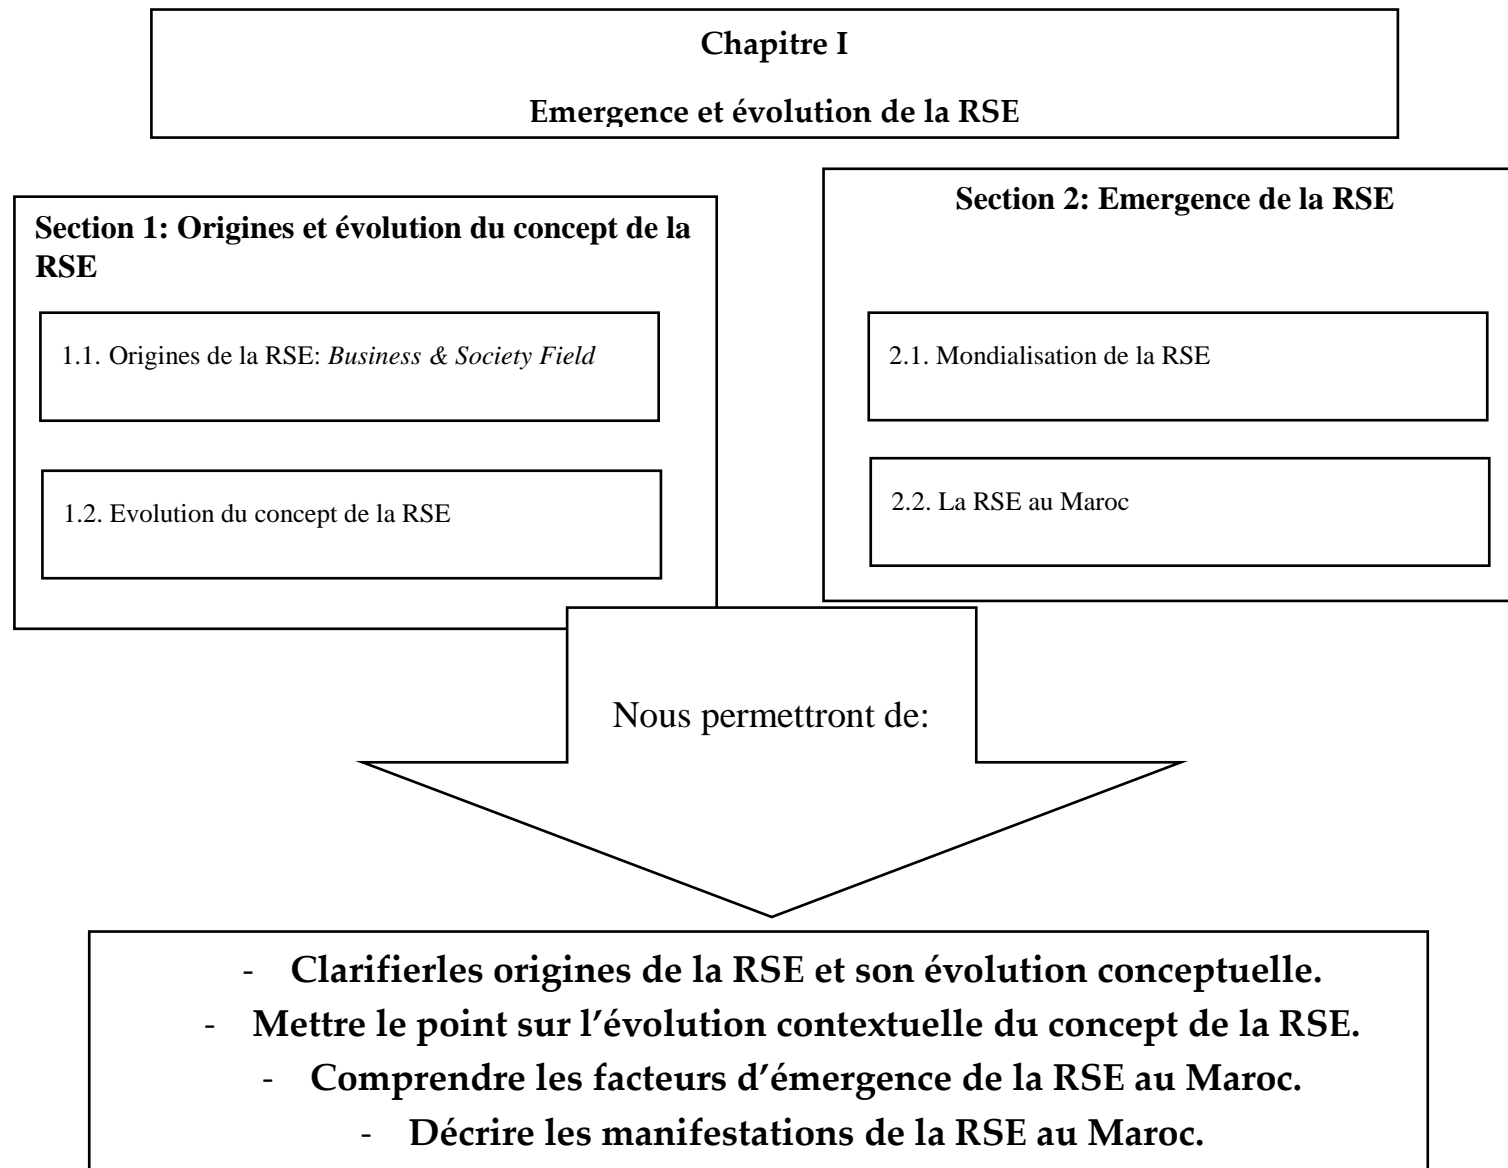 Chapitre I
Emergence et évolution de la RSE
Section 1: Origines et évolution du concept de la
RSE
1.1. Origines de la RSE: Business & Society Field
1.2. Evolution du concept de la RSE
Section 2: Emergence de la RSE
2.1. Mondialisation de la RSE
2.2. La RSE au Maroc
Nous permettront de:
- Clarifierles origines de la RSE et son évolution conceptuelle.
- Mettre le point sur l’évolution contextuelle du concept de la RSE.
- Comprendre les facteurs d’émergence de la RSE au Maroc.
- Décrire les manifestations de la RSE au Maroc.